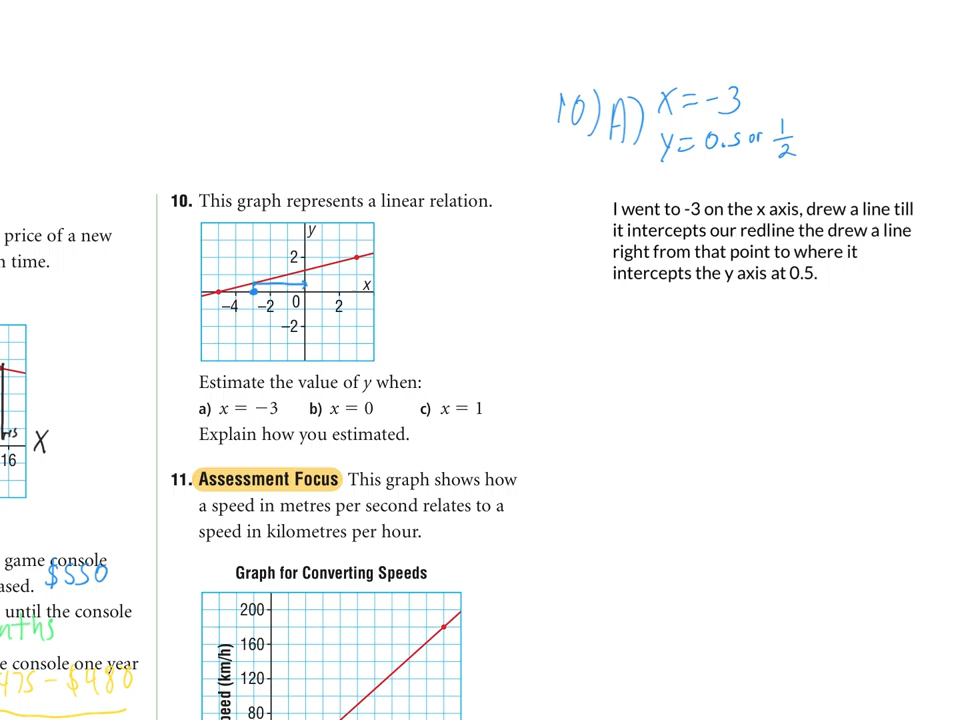 10) A) x = -3
y = 0.5 or 1/2
I went to -3 on the x axis, drew a line till
it intercepts our redline the drew a line
right from that point to where it
intercepts the y axis at 0.5.
price of a new
n time.
16
X
game console
$550
ased.
until the console
nths
e console one year
475 - $480
10. This graph represents a linear relation.
y
2
x
−4 −2 0 2
−2
Estimate the value of y when:
a) x = −3 b) x = 0 c) x = 1
Explain how you estimated.
11. Assessment Focus This graph shows how
a speed in metres per second relates to a
speed in kilometres per hour.
Graph for Converting Speeds
200
160
120
80
peed (km/h)